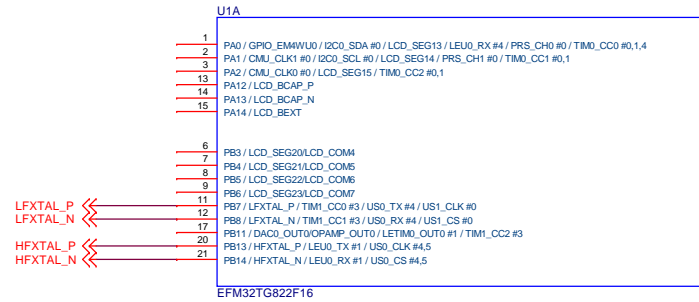 U1A
1 PA0 / GPIO_EM4WU0 / I2C0_SDA #0 / LCD_SEG13 / LEU0_RX #4 / PRS_CH0 #0 / TIM0_CC0 #0,1,4
2 PA1 / CMU_CLK1 #0 / I2C0_SCL #0 / LCD_SEG14 / PRS_CH1 #0 / TIM0_CC1 #0,1
3 PA2 / CMU_CLK0 #0 / LCD_SEG15 / TIM0_CC2 #0,1
13 PA12 / LCD_BCAP_P
14 PA13 / LCD_BCAP_N
15 PA14 / LCD_BEXT
6 PB3 / LCD_SEG20/LCD_COM4
7 PB4 / LCD_SEG21/LCD_COM5
8 PB5 / LCD_SEG22/LCD_COM6
9 PB6 / LCD_SEG23/LCD_COM7
LFXTAL_P 11 PB7 / LFXTAL_P / TIM1_CC0 #3 / US0_TX #4 / US1_CLK #0
LFXTAL_N 12 PB8 / LFXTAL_N / TIM1_CC1 #3 / US0_RX #4 / US1_CS #0
17 PB11 / DAC0_OUT0/OPAMP_OUT0 / LETIM0_OUT0 #1 / TIM1_CC2 #3
HFXTAL_P 20 PB13 / HFXTAL_P / LEU0_TX #1 / US0_CLK #4,5
HFXTAL_N 21 PB14 / HFXTAL_N / LEU0_RX #1 / US0_CS #4,5
EFM32TG822F16